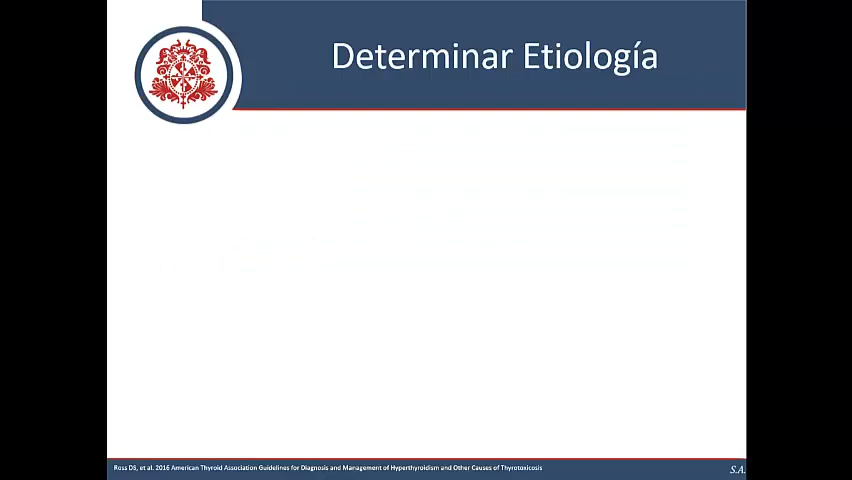 Determinar Etiología
Ross DS, et al. 2016 American Thyroid Association Guidelines for Diagnosis and Management of Hyperthyroidism and Other Causes of Thyrotoxicosis
S.A.